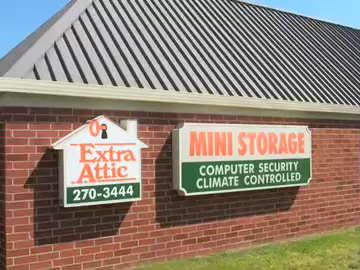 Extra
Attic
270-3444
MINI STORAGE
COMPUTER SECURITY
CLIMATE CONTROLLED